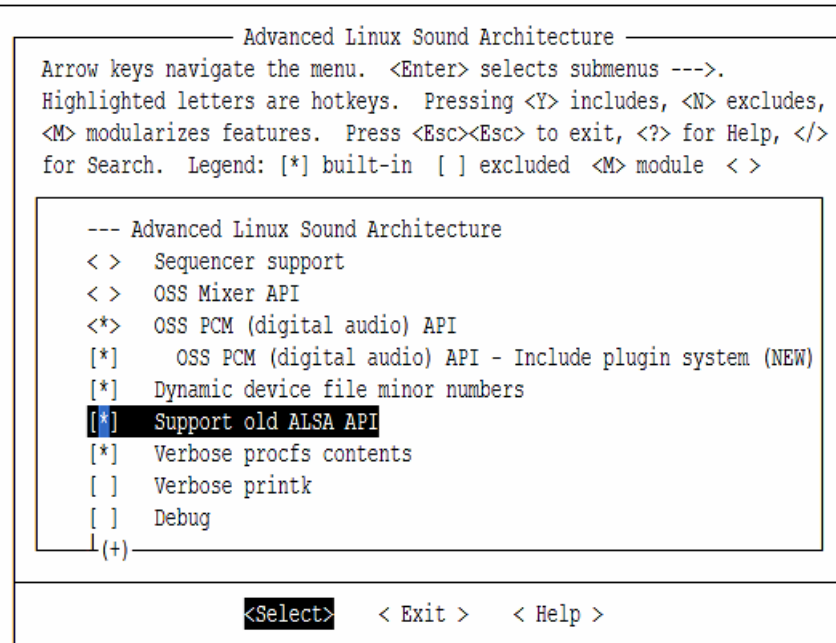 Advanced Linux Sound Architecture
Arrow keys navigate the menu.  <Enter> selects submenus --->.
Highlighted letters are hotkeys.  Pressing <Y> includes, <N> excludes,
<M> modularizes features.  Press <Esc><Esc> to exit, <?> for Help, </>
for Search.  Legend: [*] built-in  [ ] excluded  <M> module  < >
--- Advanced Linux Sound Architecture
< >   Sequencer support
< >   OSS Mixer API
<*>   OSS PCM (digital audio) API
[*]     OSS PCM (digital audio) API - Include plugin system (NEW)
[*]   Dynamic device file minor numbers
[*]   Support old ALSA API
[*]   Verbose procfs contents
[ ]   Verbose printk
[ ]   Debug
(+)
<Select>    < Exit >    < Help >